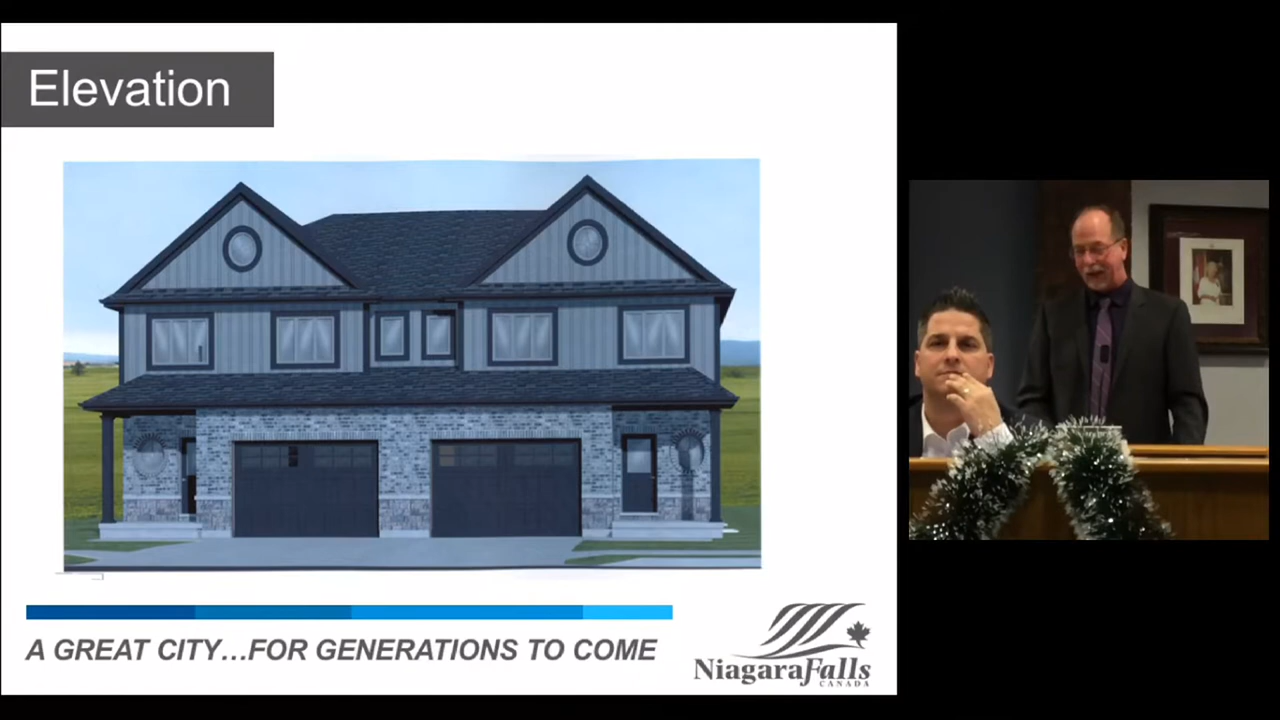 Elevation
A GREAT CITY...FOR GENERATIONS TO COME
NiagaraFalls
CANADA